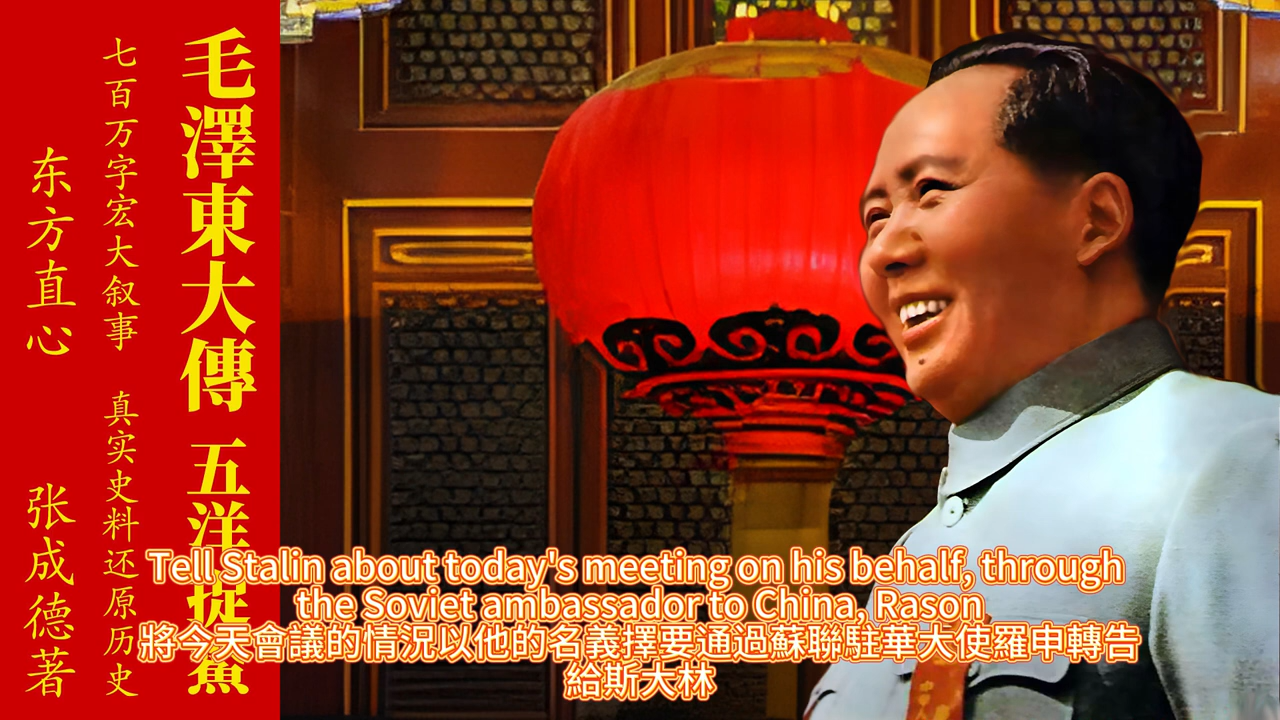 毛澤東大傳 五洋捉鱉
七百万字宏大叙事 真实史料还原历史
东方直心 张成德著
Tell Stalin about today's meeting on his behalf, through
the Soviet ambassador to China, Rason
將今天會議的情況以他的名義擇要通過蘇聯駐華大使羅申轉告
給斯大林